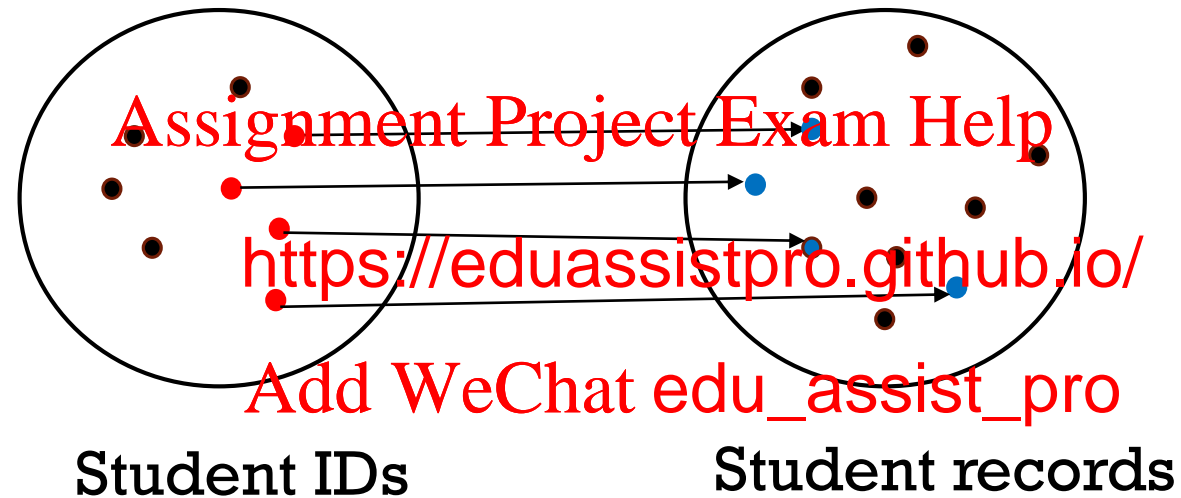 Assignment Project Exam Help
https://eduassistpro.github.io/
Add WeChat edu_assist_pro
Student IDs
Student records